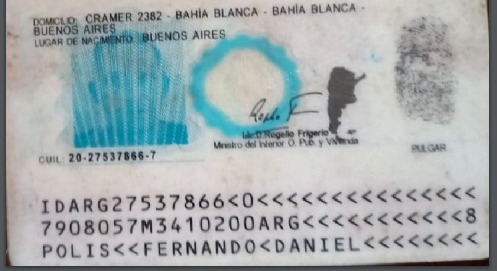 DOMICILIO: CRAMER 2382 - BAHÍA BLANCA - BAHÍA BLANCA -
BUENOS AIRES
LUGAR DE NACIMIENTO: BUENOS AIRES
Lic. D. Rogelio Frigerio
Ministro del Interior O. Pub. y Vivienda
CUIL: 20-27537866-7
PULGAR
IDARG27537866<0<<<<<<<<<<<<<<<
7908057M3410200ARG<<<<<<<<<<<8
POLIS<<FERNANDO<DANIEL<<<<<<<<